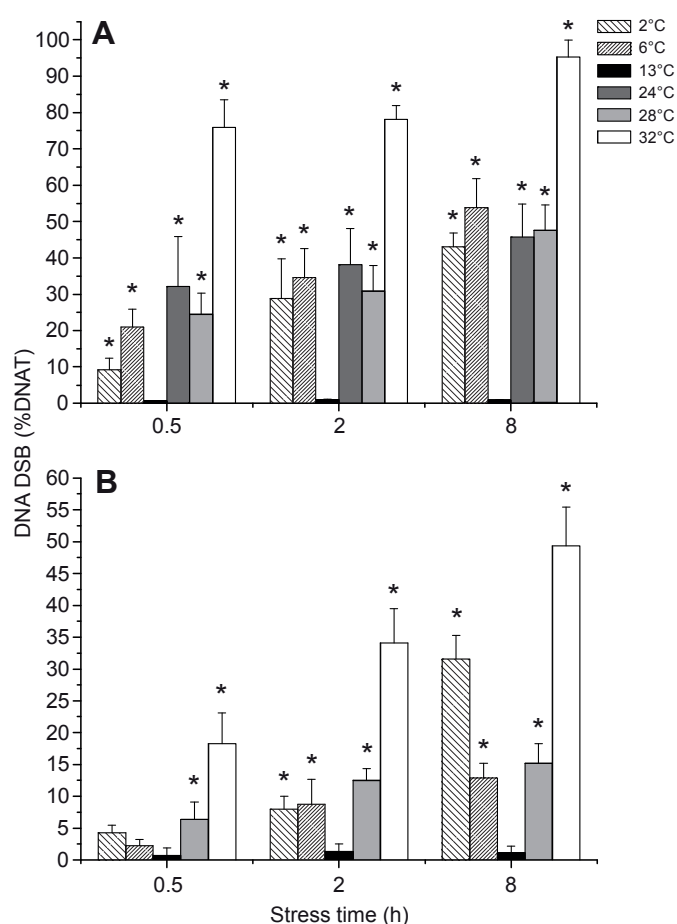 A
100
90
80
70
60
50
40
30
20
10
0
* * * * *
* * * * *
* * * * *
0.5 2 8
2°C
6°C
13°C
24°C
28°C
32°C
DNA DSB (%DNAT)
B
60
55
50
45
40
35
30
25
20
15
10
5
0
* *
* * * *
* * * *
0.5 2 8
Stress time (h)